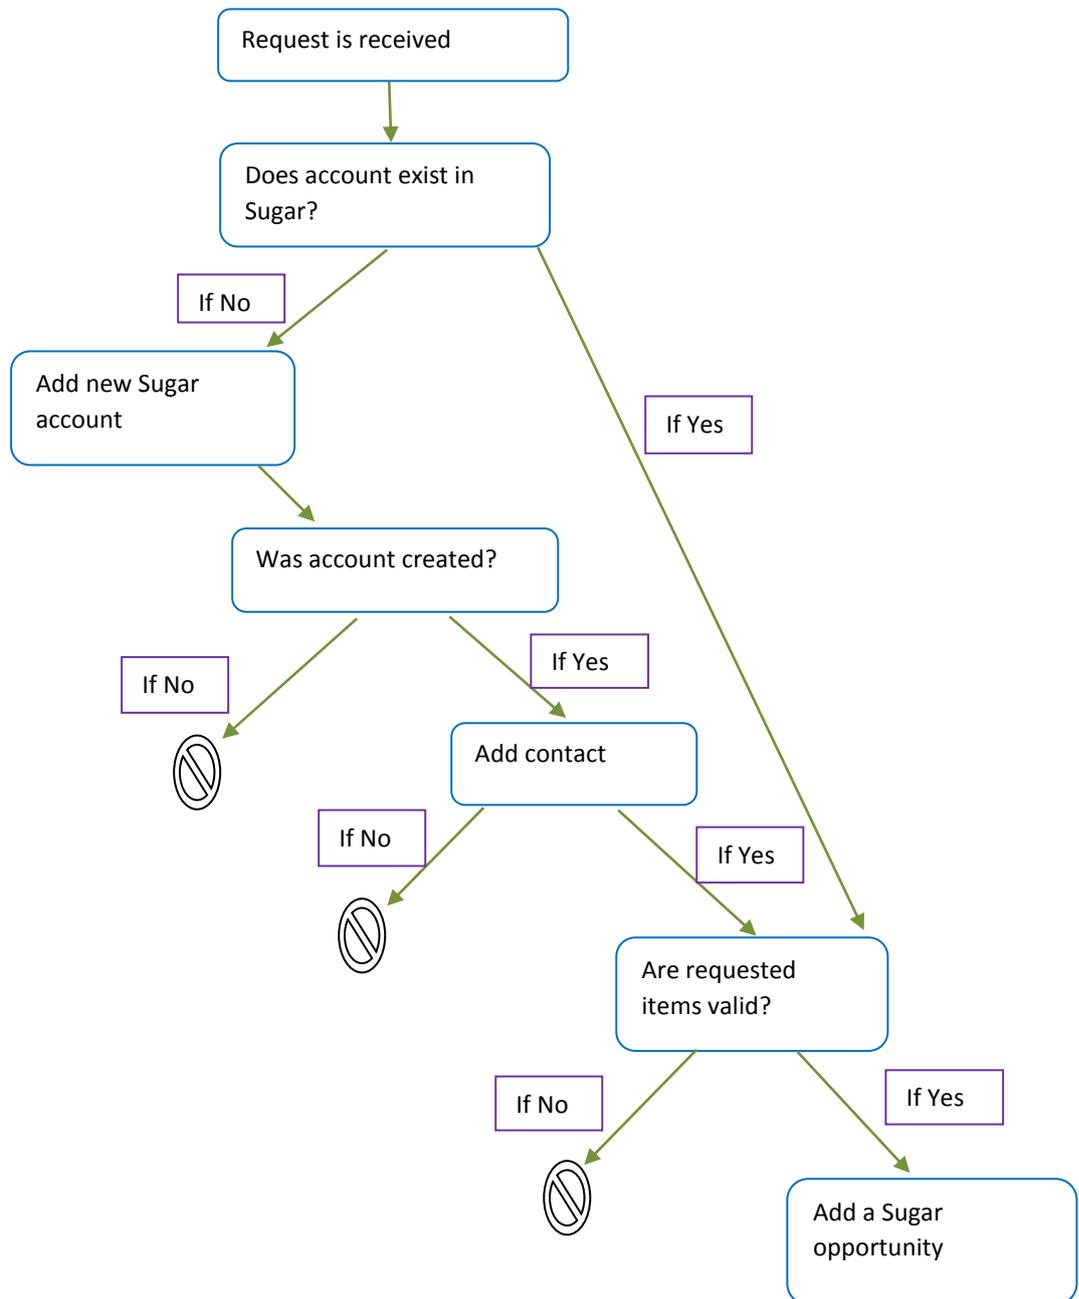 Request is received
Does account exist in
Sugar?
If No
Add new Sugar
account
If Yes
Was account created?
If No
If Yes
Add contact
If No
If Yes
Are requested
items valid?
If No
If Yes
Add a Sugar
opportunity